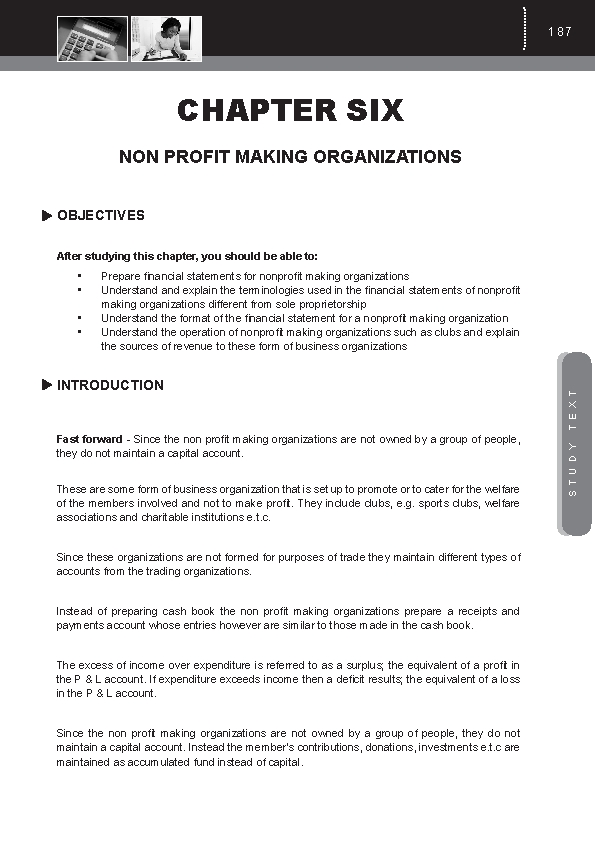 187
CHAPTER SIX
NON PROFIT MAKING ORGANIZATIONS
OBJECTIVES
After studying this chapter, you should be able to:
• Prepare financial statements for nonprofit making organizations
• Understand and explain the terminologies used in the financial statements of nonprofit
making organizations different from sole proprietorship
• Understand the format of the financial statement for a nonprofit making organization
• Understand the operation of nonprofit making organizations such as clubs and explain
the sources of revenue to these form of business organizations
INTRODUCTION
Fast forward - Since the non profit making organizations are not owned by a group of people,
they do not maintain a capital account.
These are some form of business organization that is set up to promote or to cater for the welfare
of the members involved and not to make profit. They include clubs, e.g. sports clubs, welfare
associations and charitable institutions e.t.c.
Since these organizations are not formed for purposes of trade they maintain different types of
accounts from the trading organizations.
Instead of preparing cash book the non profit making organizations prepare a receipts and
payments account whose entries however are similar to those made in the cash book.
The excess of income over expenditure is referred to as a surplus; the equivalent of a profit in
the P & L account. If expenditure exceeds income then a deficit results; the equivalent of a loss
in the P & L account.
Since the non profit making organizations are not owned by a group of people, they do not
maintain a capital account. Instead the member's contributions, donations, investments e.t.c are
maintained as accumulated fund instead of capital.
STUDY TEXT